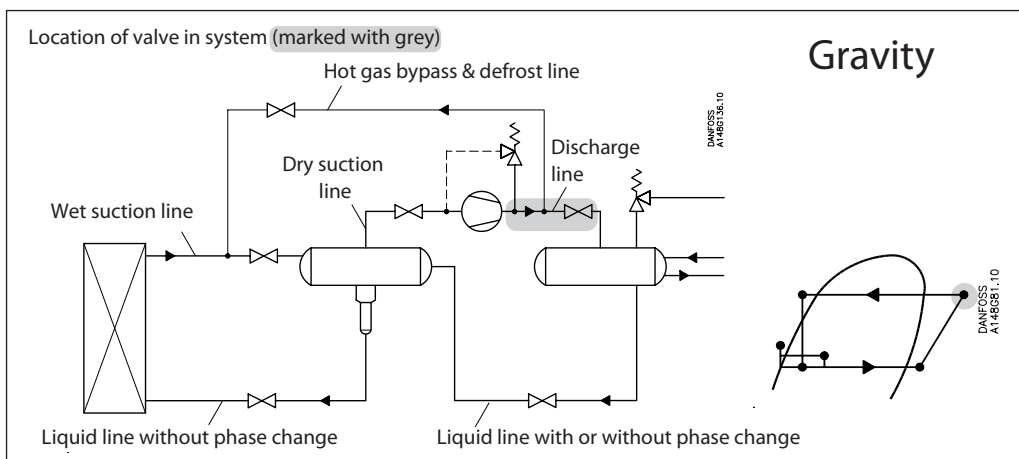 Location of valve in system (marked with grey)
Gravity
Hot gas bypass & defrost line
DANFOSS
A148G136.10
Discharge
line
Dry suction
line
Wet suction line
DANFOSS
A148G81.10
Liquid line without phase change
Liquid line with or without phase change